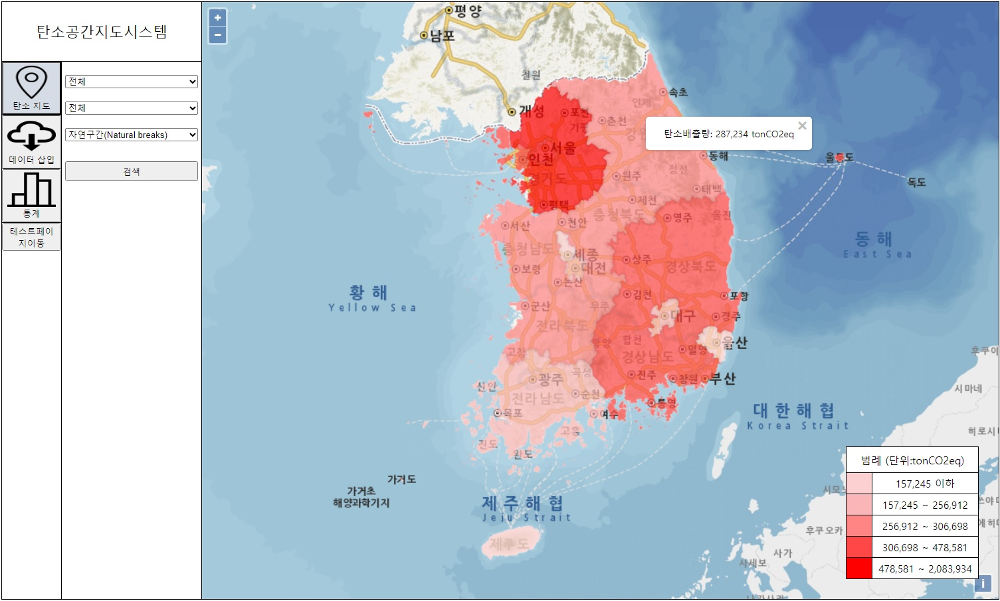 탄소공간지도시스템
탄소 지도
데이터 삽입
통계
테스트페이
지이동
전체
전체
자연구간(Natural breaks)
검색
+
−
평양
남포
철원
개성
속초
인제
포천
춘천
가평
강원
서울
인천
경기도
탄소배출량: 287,234 tonCO2eq
×
동해
울릉도
독도
정선
원주
태백
평택
제천
충청북도
영주
울진
서산
천안
충청남도
세종
대전
보령
논산
상주
경상북도
동해
East Sea
황해
Yellow Sea
김천
포항
군산
무주
대구
경주
전라북도
함양
합천
밀양
울산
고창
경상남도
광주
곡성
진주
창원
부산
신안
전라남도
순천
통영
목포
여수
고흥
진도
완도
대한해협
Korea Strait
가거도
가거초
해양과학기지
제주해협
Jeju Strait
제주도
후쿠이
시마네
히로시
시모노
후쿠오카
사가
사세보
범례 (단위:tonCO2eq)
157,245 이하
157,245 ~ 256,912
256,912 ~ 306,698
306,698 ~ 478,581
478,581 ~ 2,083,934
i